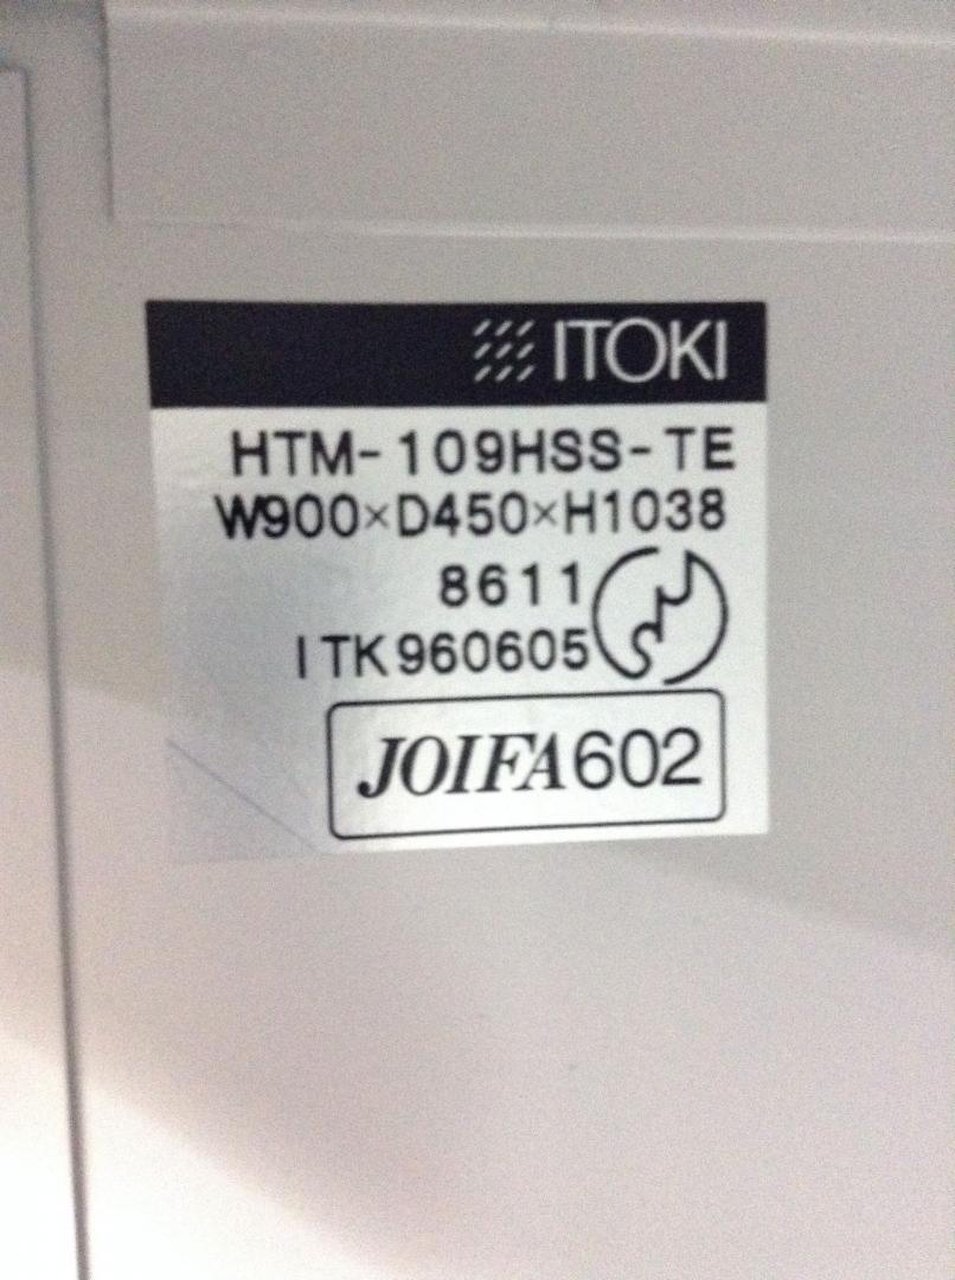 ITOKI
HTM-109HSS-TE
W900×D450×H1038
8611
ITK960605
JOIFA602